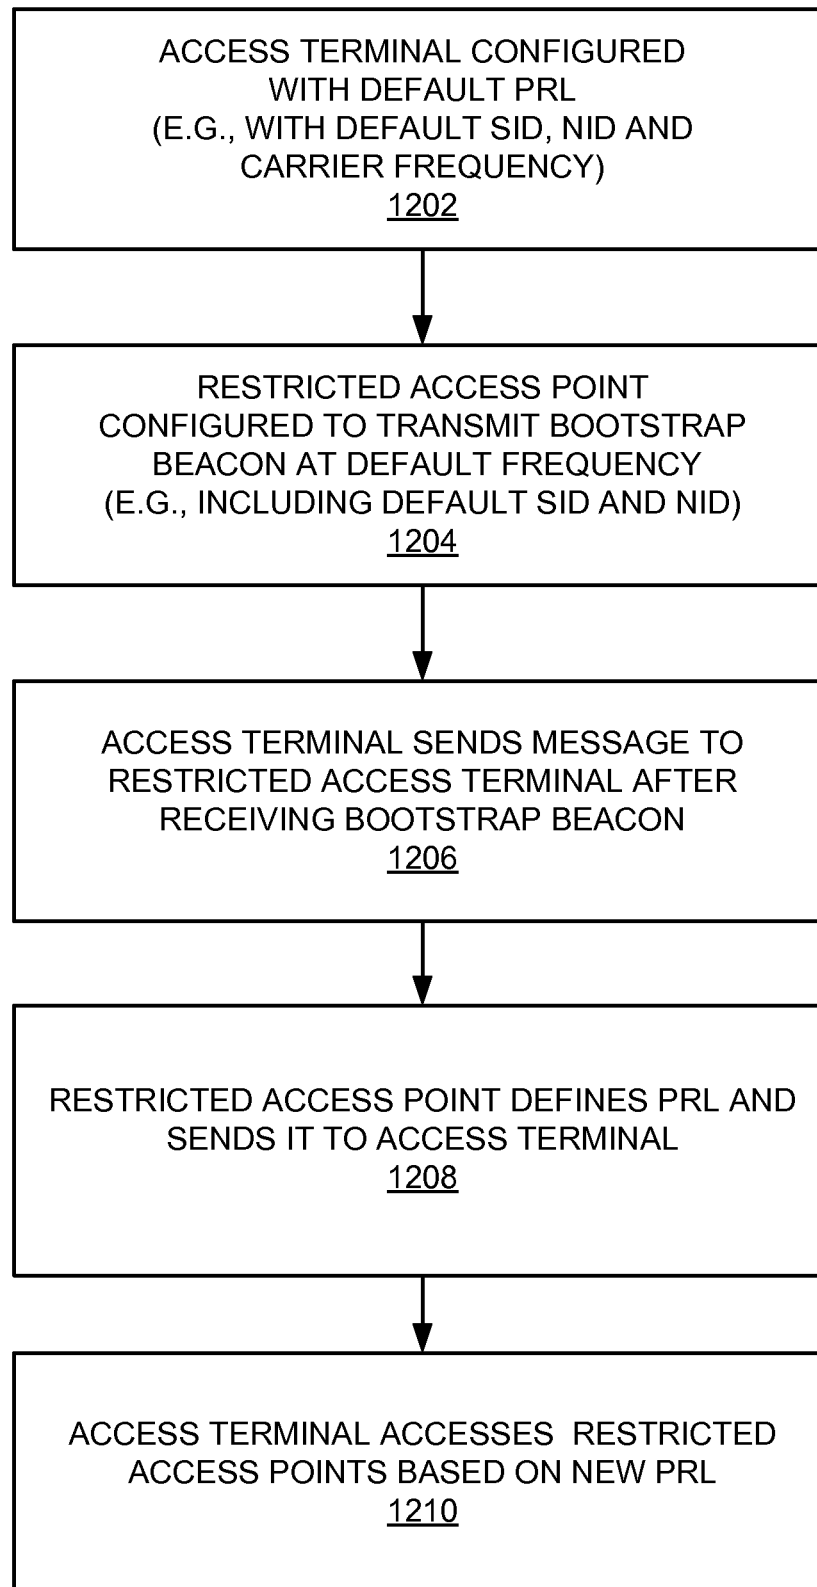 ACCESS TERMINAL CONFIGURED
WITH DEFAULT PRL
(E.G., WITH DEFAULT SID, NID AND
CARRIER FREQUENCY)
1202
RESTRICTED ACCESS POINT
CONFIGURED TO TRANSMIT BOOTSTRAP
BEACON AT DEFAULT FREQUENCY
(E.G., INCLUDING DEFAULT SID AND NID)
1204
ACCESS TERMINAL SENDS MESSAGE TO
RESTRICTED ACCESS TERMINAL AFTER
RECEIVING BOOTSTRAP BEACON
1206
RESTRICTED ACCESS POINT DEFINES PRL AND
SENDS IT TO ACCESS TERMINAL
1208
ACCESS TERMINAL ACCESSES RESTRICTED
ACCESS POINTS BASED ON NEW PRL
1210